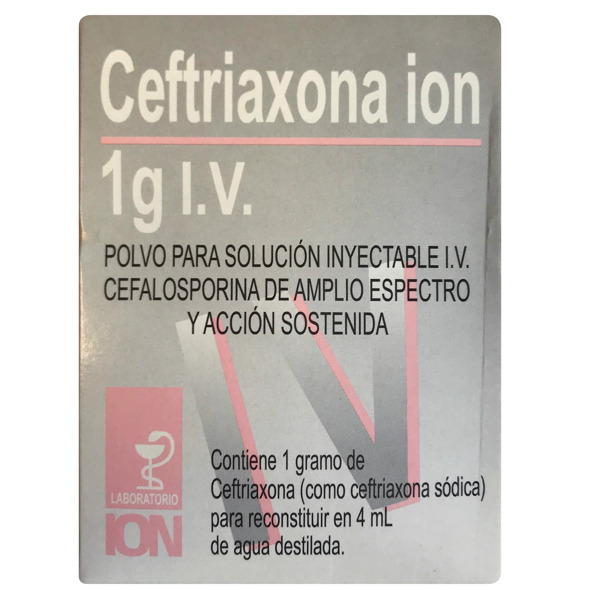 Ceftriaxona ion
1g I.V.
POLVO PARA SOLUCIÓN INYECTABLE I.V.
CEFALOSPORINA DE AMPLIO ESPECTRO
Y ACCIÓN SOSTENIDA
IV
LABORATORIO
ION
Contiene 1 gramo de
Ceftriaxona (como ceftriaxona sódica)
para reconstituir en 4 mL
de agua destilada.